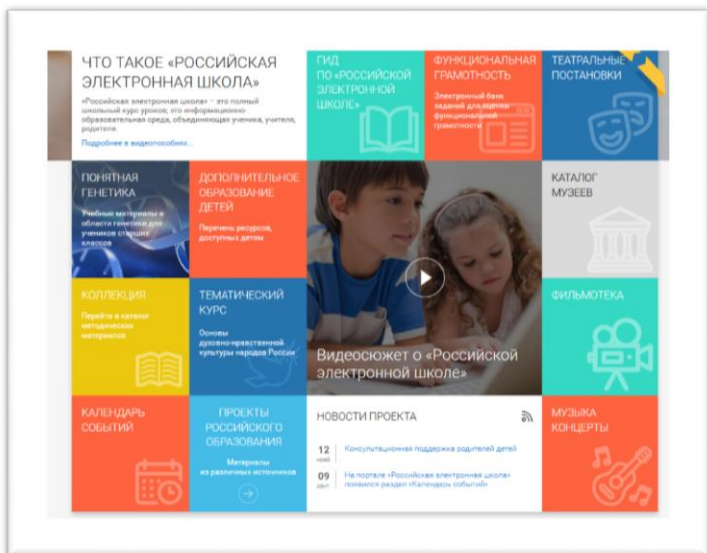 ЧТО ТАКОЕ «РОССИЙСКАЯ
ЭЛЕКТРОННАЯ ШКОЛА»
«Российская электронная школа» – это полный
школьный курс уроков; это информационно-
образовательная среда, объединяющая ученика, учителя,
родителя.
Подробнее в видеопособиях...
ГИД
ПО «РОССИЙСКОЙ
ЭЛЕКТРОННОЙ
ШКОЛЕ»
ФУНКЦИОНАЛЬНАЯ
ГРАМОТНОСТЬ
Электронный банк
заданий для оценки
функциональной
грамотности
ТЕАТРАЛЬНЫЕ
ПОСТАНОВКИ
ПОНЯТНАЯ
ГЕНЕТИКА
Учебные материалы в
области генетики для
учеников старших
классов
ДОПОЛНИТЕЛЬНОЕ
ОБРАЗОВАНИЕ
ДЕТЕЙ
Перечень ресурсов,
доступных детям
КАТАЛОГ
МУЗЕЕВ
КОЛЛЕКЦИЯ
Перейти в каталог
методических
материалов
ТЕМАТИЧЕСКИЙ
КУРС
Основы
духовно-нравственной
культуры народов России
Видеосюжет о «Российской
электронной школе»
ФИЛЬМОТЕКА
КАЛЕНДАРЬ
СОБЫТИЙ
ПРОЕКТЫ
РОССИЙСКОГО
ОБРАЗОВАНИЯ
Материалы
из различных источников
НОВОСТИ ПРОЕКТА
12 Консультационная поддержка родителей детей
нояб
09 На портале «Российская электронная школа»
сент появился раздел «Календарь событий»
МУЗЫКА
КОНЦЕРТЫ